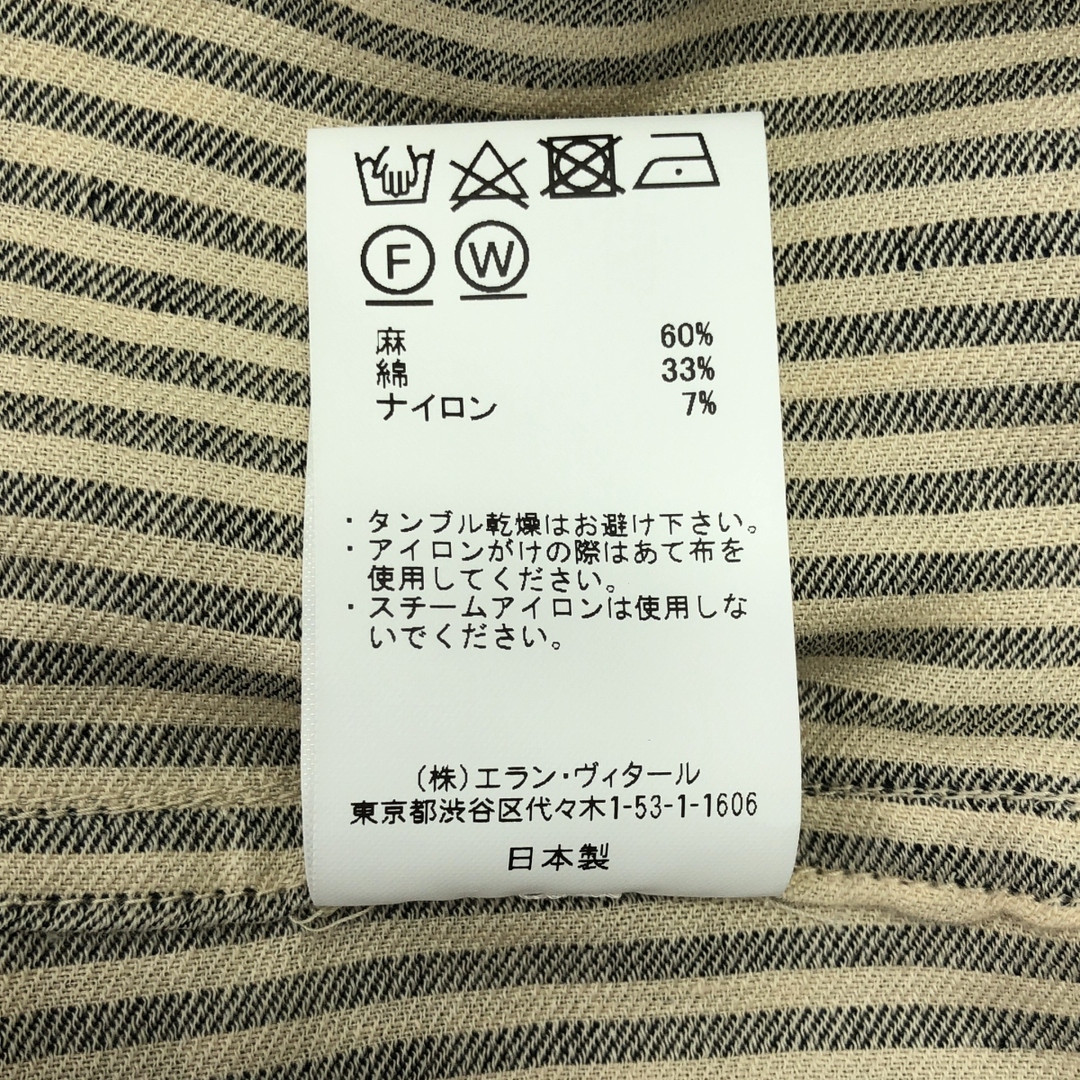 F W
麻 60%
綿 33%
ナイロン 7%
・タンブル乾燥はお避け下さい。
・アイロンがけの際はあて布を
使用してください。
・スチームアイロンは使用しな
いでください。
(株)エラン・ヴィタール
東京都渋谷区代々木1-53-1-1606
日本製